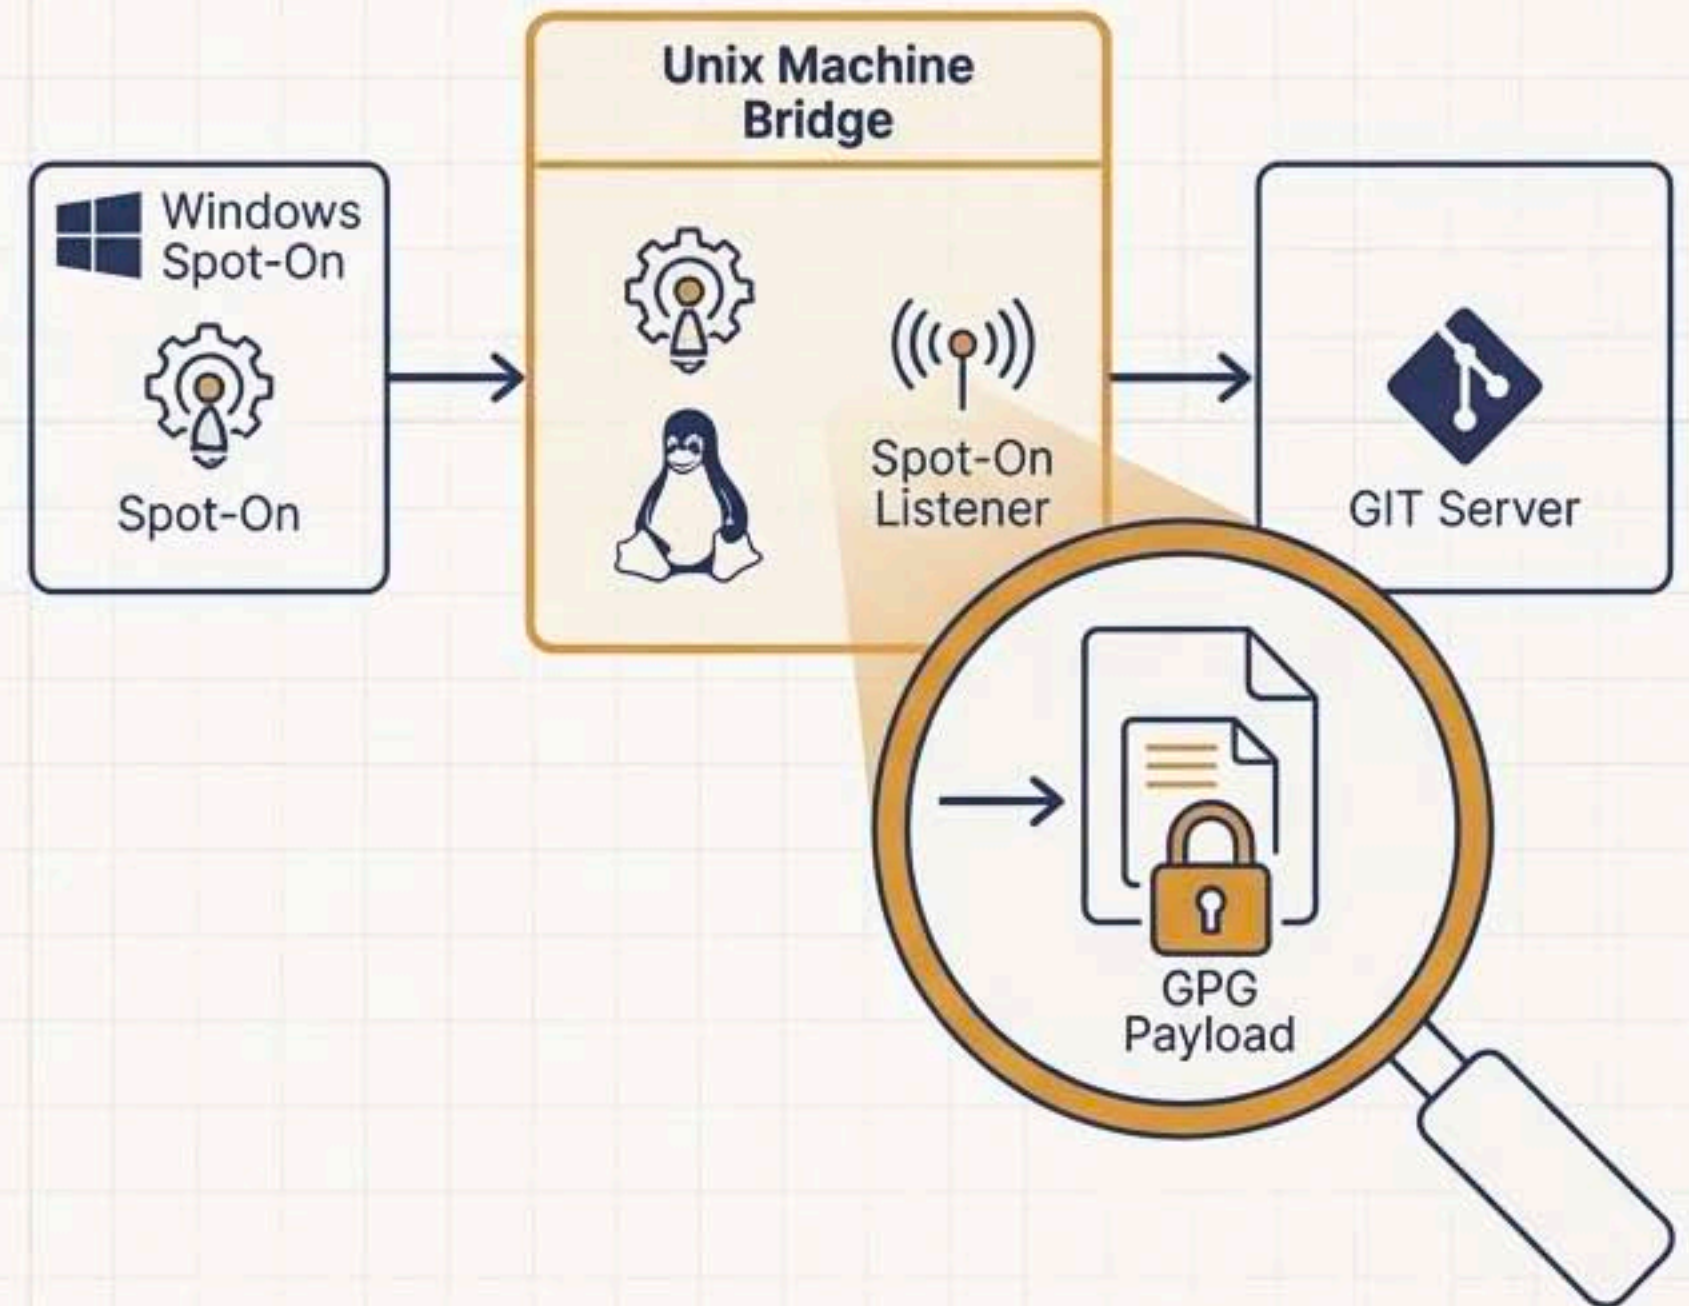 Unix Machine
Bridge
Windows
Spot-On
Spot-On
Spot-On
Listener
GIT Server
GPG
Payload